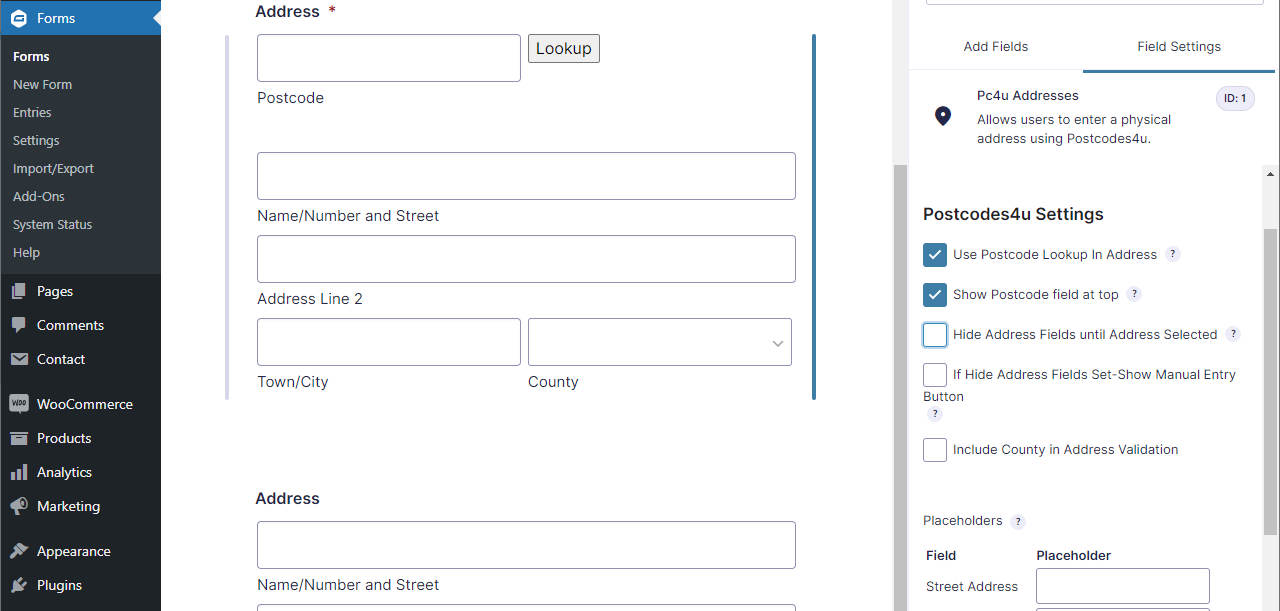 Forms
Forms
New Form
Entries
Settings
Import/Export
Add-Ons
System Status
Help
Pages
Comments
Contact
WOO
WooCommerce
Products
Analytics
Marketing
Appearance
Plugins
Address *
Lookup
Postcode
Name/Number and Street
Address Line 2
Town/City
County
Address
Name/Number and Street
Add Fields
Field Settings
Pc4u Addresses
ID: 1
Allows users to enter a physical
address using Postcodes4u.
Postcodes4u Settings
Use Postcode Lookup In Address ?
Show Postcode field at top ?
Hide Address Fields until Address Selected ?
If Hide Address Fields Set-Show Manual Entry
Button
?
Include County in Address Validation
Placeholders ?
Field Placeholder
Street Address